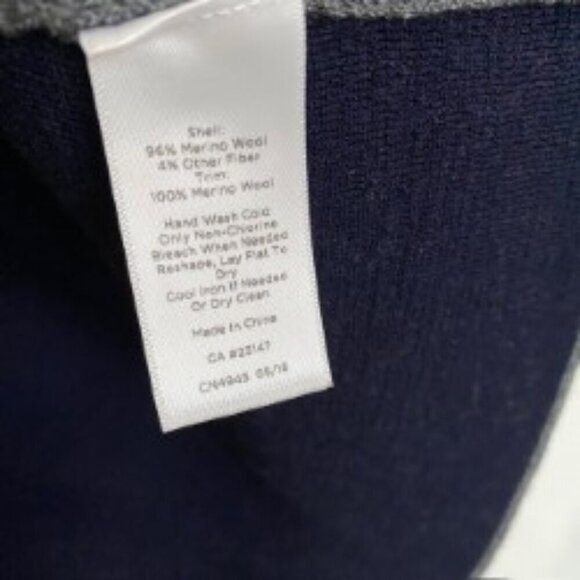 Shell:
96% Merino Wool
4% Other Fiber
Trim:
100% Merino Wool
Hand Wash Cold
Only Non-Chlorine
Bleach When Needed
Reshape, Lay Flat To
Dry
Cool Iron If Needed
Or Dry Clean
Made In China
CA #23147
CN4945 06/18